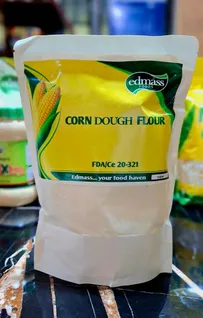 edmass
CORN DOUGH FLOUR
FDA/Ce 20-321
Edmass... your food haven